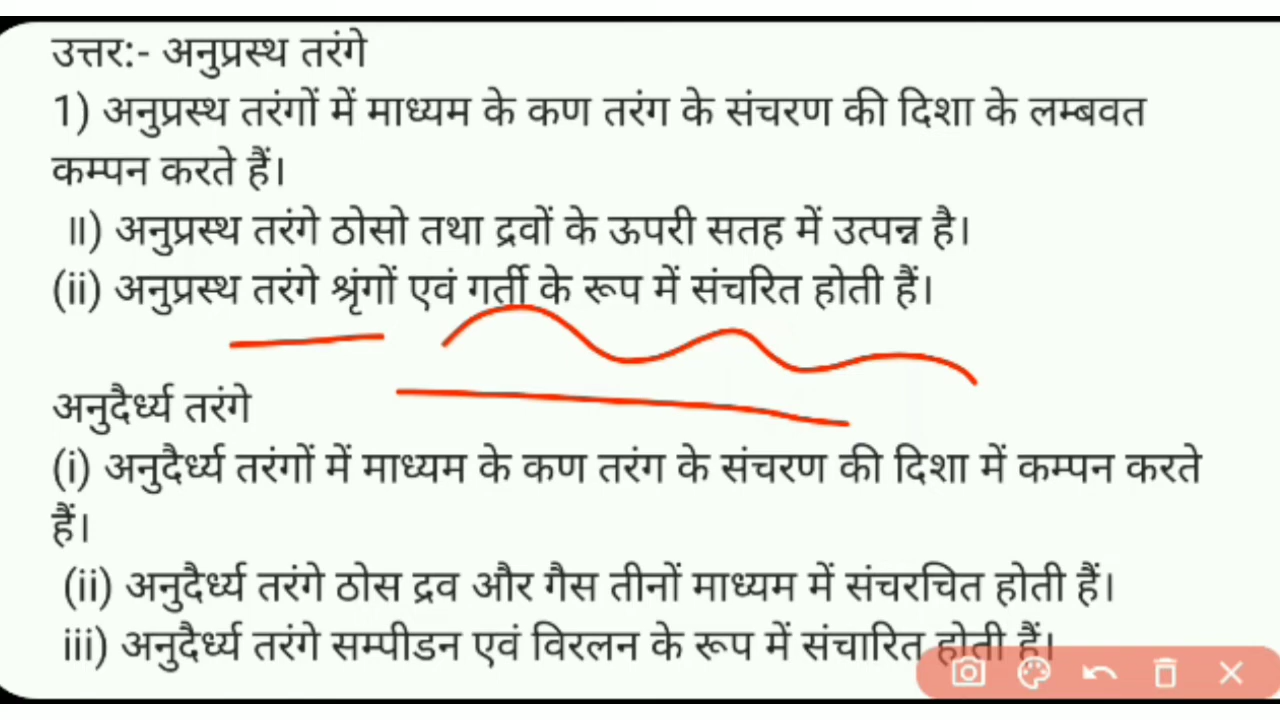 उत्तर:- अनुप्रस्थ तरंगे
1) अनुप्रस्थ तरंगों में माध्यम के कण तरंग के संचरण की दिशा के लम्बवत
कम्पन करते हैं।
॥) अनुप्रस्थ तरंगे ठोसो तथा द्रवों के ऊपरी सतह में उत्पन्न है।
(ii) अनुप्रस्थ तरंगे श्रृंगों एवं गर्ती के रूप में संचरित होती हैं।
अनुदैर्ध्य तरंगे
(i) अनुदैर्ध्य तरंगों में माध्यम के कण तरंग के संचरण की दिशा में कम्पन करते
हैं।
(ii) अनुदैर्ध्य तरंगे ठोस द्रव और गैस तीनों माध्यम में संचरचित होती हैं।
iii) अनुदैर्ध्य तरंगे सम्पीडन एवं विरलन के रूप में संचारित होती हैं।